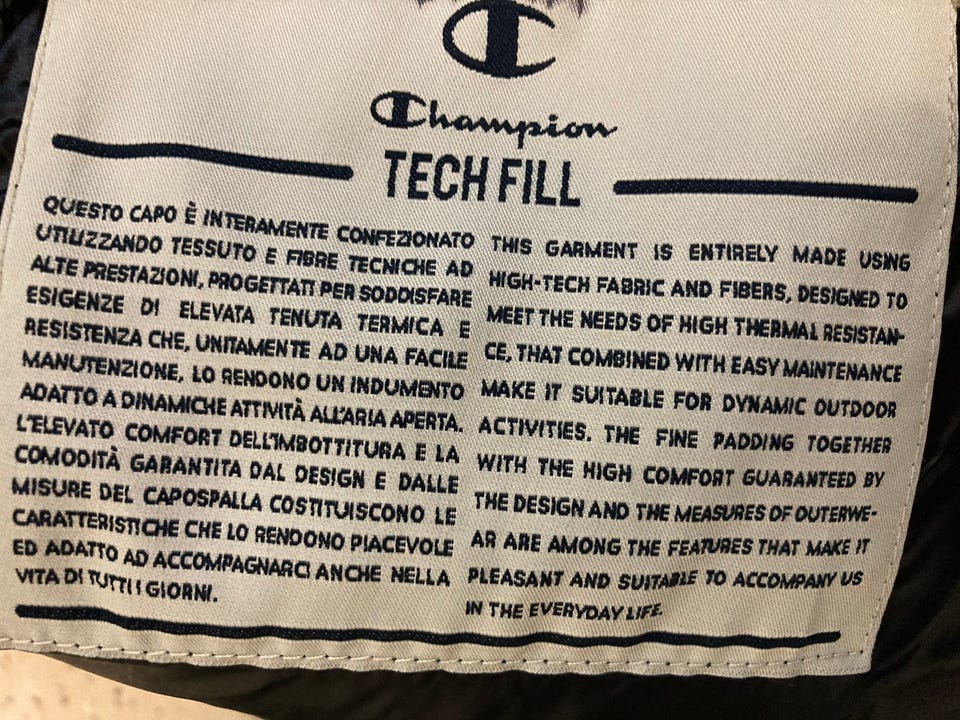 Champion
TECH FILL
QUESTO CAPO È INTERAMENTE CONFEZIONATO
UTILIZZANDO TESSUTO E FIBRE TECNICHE AD
ALTE PRESTAZIONI, PROGETTATI PER SODDISFARE
ESIGENZE DI ELEVATA TENUTA TERMICA E
RESISTENZA CHE, UNITAMENTE AD UNA FACILE
MANUTENZIONE, LO RENDONO UN INDUMENTO
ADATTO A DINAMICHE ATTIVITÀ ALL'ARIA APERTA.
L'ELEVATO COMFORT DELL'IMBOTTITURA E LA
COMODITÀ GARANTITA DAL DESIGN E DALLE
MISURE DEL CAPOSPALLA COSTITUISCONO LE
CARATTERISTICHE CHE LO RENDONO PIACEVOLE
ED ADATTO AD ACCOMPAGNARCI ANCHE NELLA
VITA DI TUTTI I GIORNI.
THIS GARMENT IS ENTIRELY MADE USING
HIGH-TECH FABRIC AND FIBERS, DESIGNED TO
MEET THE NEEDS OF HIGH THERMAL RESISTAN-
CE, THAT COMBINED WITH EASY MAINTENANCE
MAKE IT SUITABLE FOR DYNAMIC OUTDOOR
ACTIVITIES. THE FINE PADDING TOGETHER
WITH THE HIGH COMFORT GUARANTEED BY
THE DESIGN AND THE MEASURES OF OUTERWE-
AR ARE AMONG THE FEATURES THAT MAKE IT
PLEASANT AND SUITABLE TO ACCOMPANY US
IN THE EVERYDAY LIFE.